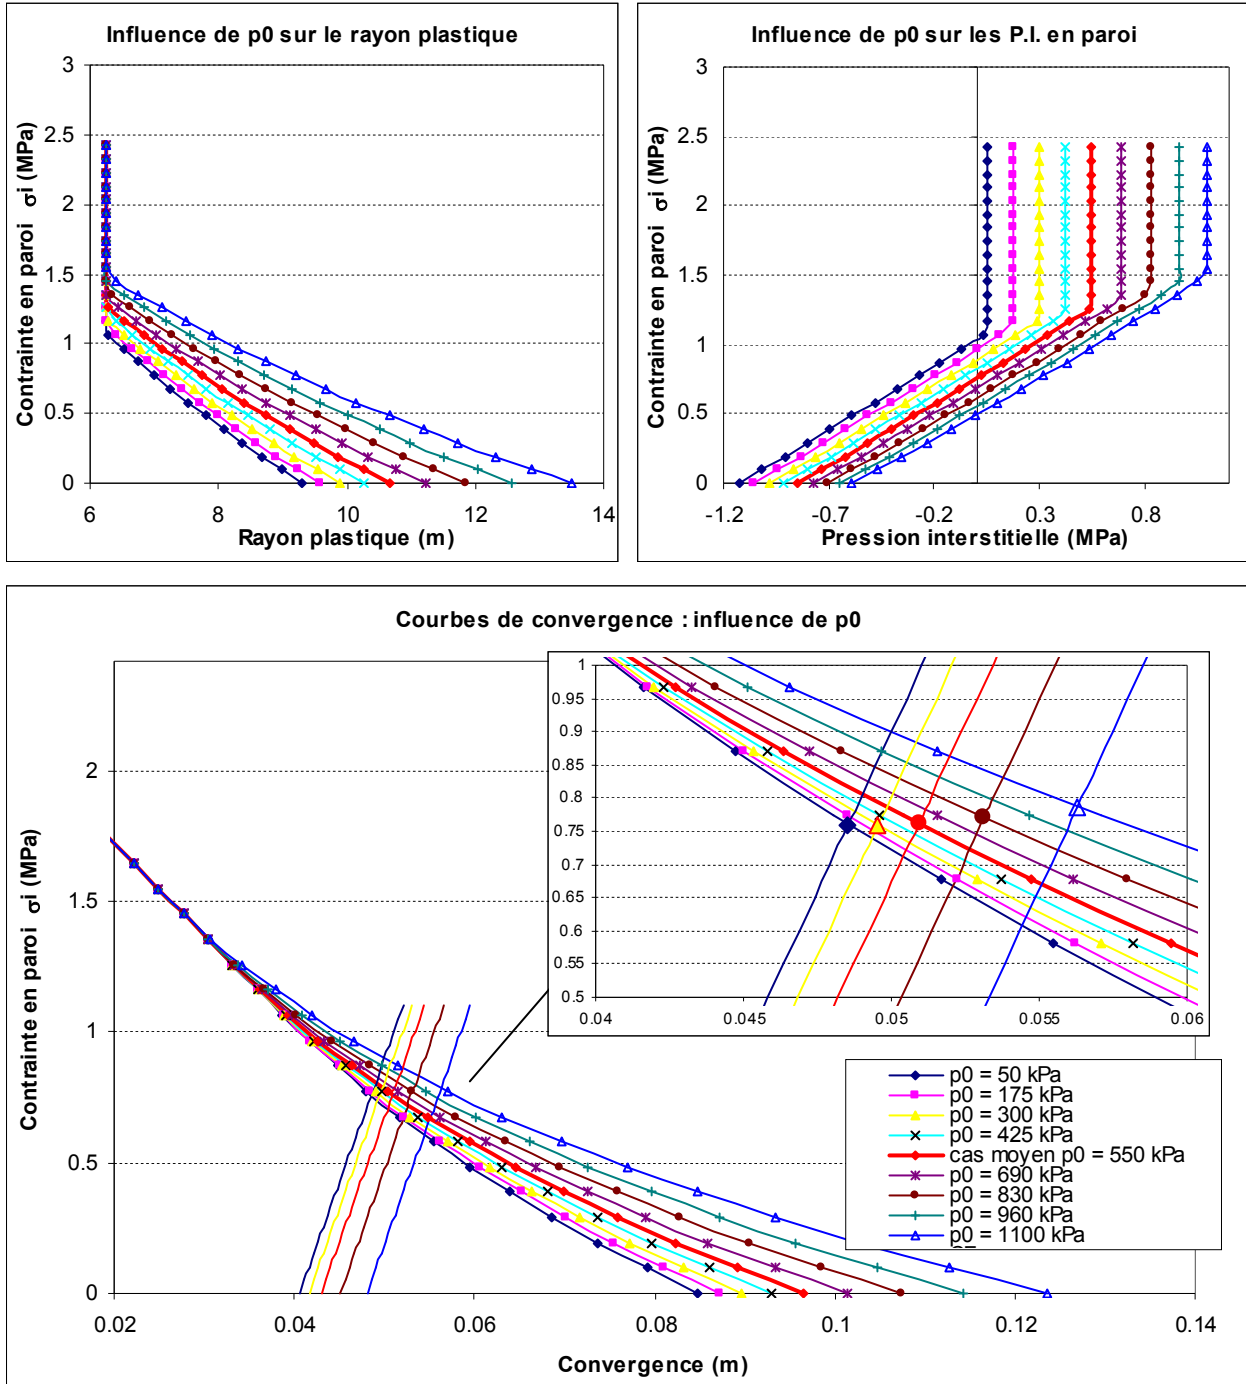 Influence de p0 sur le rayon plastique
3
2.5
2
1.5
1
0.5
0
Contrainte en paroi σi (MPa)
6 8 10 12 14
Rayon plastique (m)
Influence de p0 sur les P.I. en paroi
3
2.5
2
1.5
1
0.5
0
Contrainte en paroi σi (MPa)
-1.2 -0.7 -0.2 0.3 0.8
Pression interstitielle (MPa)
Courbes de convergence : influence de p0
2
1.5
1
0.5
0
Contrainte en paroi σi (MPa)
0.02 0.04 0.06 0.08 0.1 0.12 0.14
Convergence (m)
1
0.95
0.9
0.85
0.8
0.75
0.7
0.65
0.6
0.55
0.5
0.04 0.045 0.05 0.055 0.06
p0 = 50 kPa
p0 = 175 kPa
p0 = 300 kPa
p0 = 425 kPa
cas moyen p0 = 550 kPa
p0 = 690 kPa
p0 = 830 kPa
p0 = 960 kPa
p0 = 1100 kPa